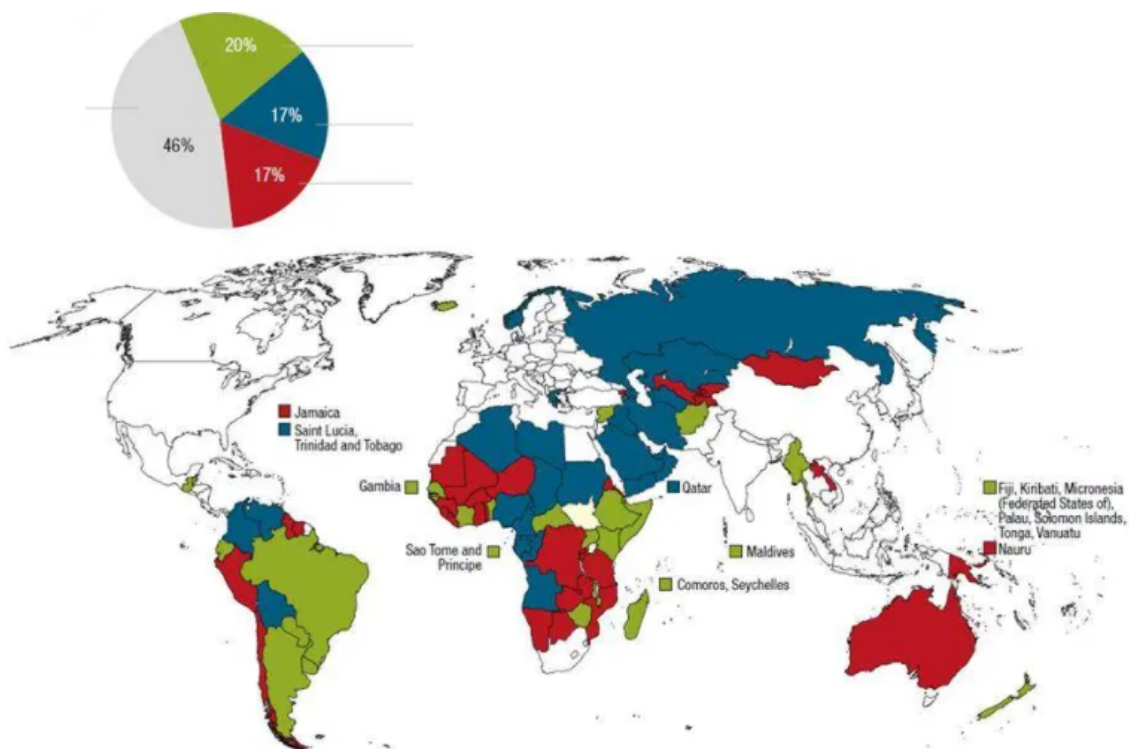 20%
17%
46%
17%
Jamaica
Saint Lucia,
Trinidad and Tobago
Gambia
Qatar
Fiji, Kiribati, Micronesia
(Federated States of),
Palau, Solomon Islands,
Tonga, Vanuatu
Nauru
Sao Tome and
Principe
Maldives
Comoros, Seychelles